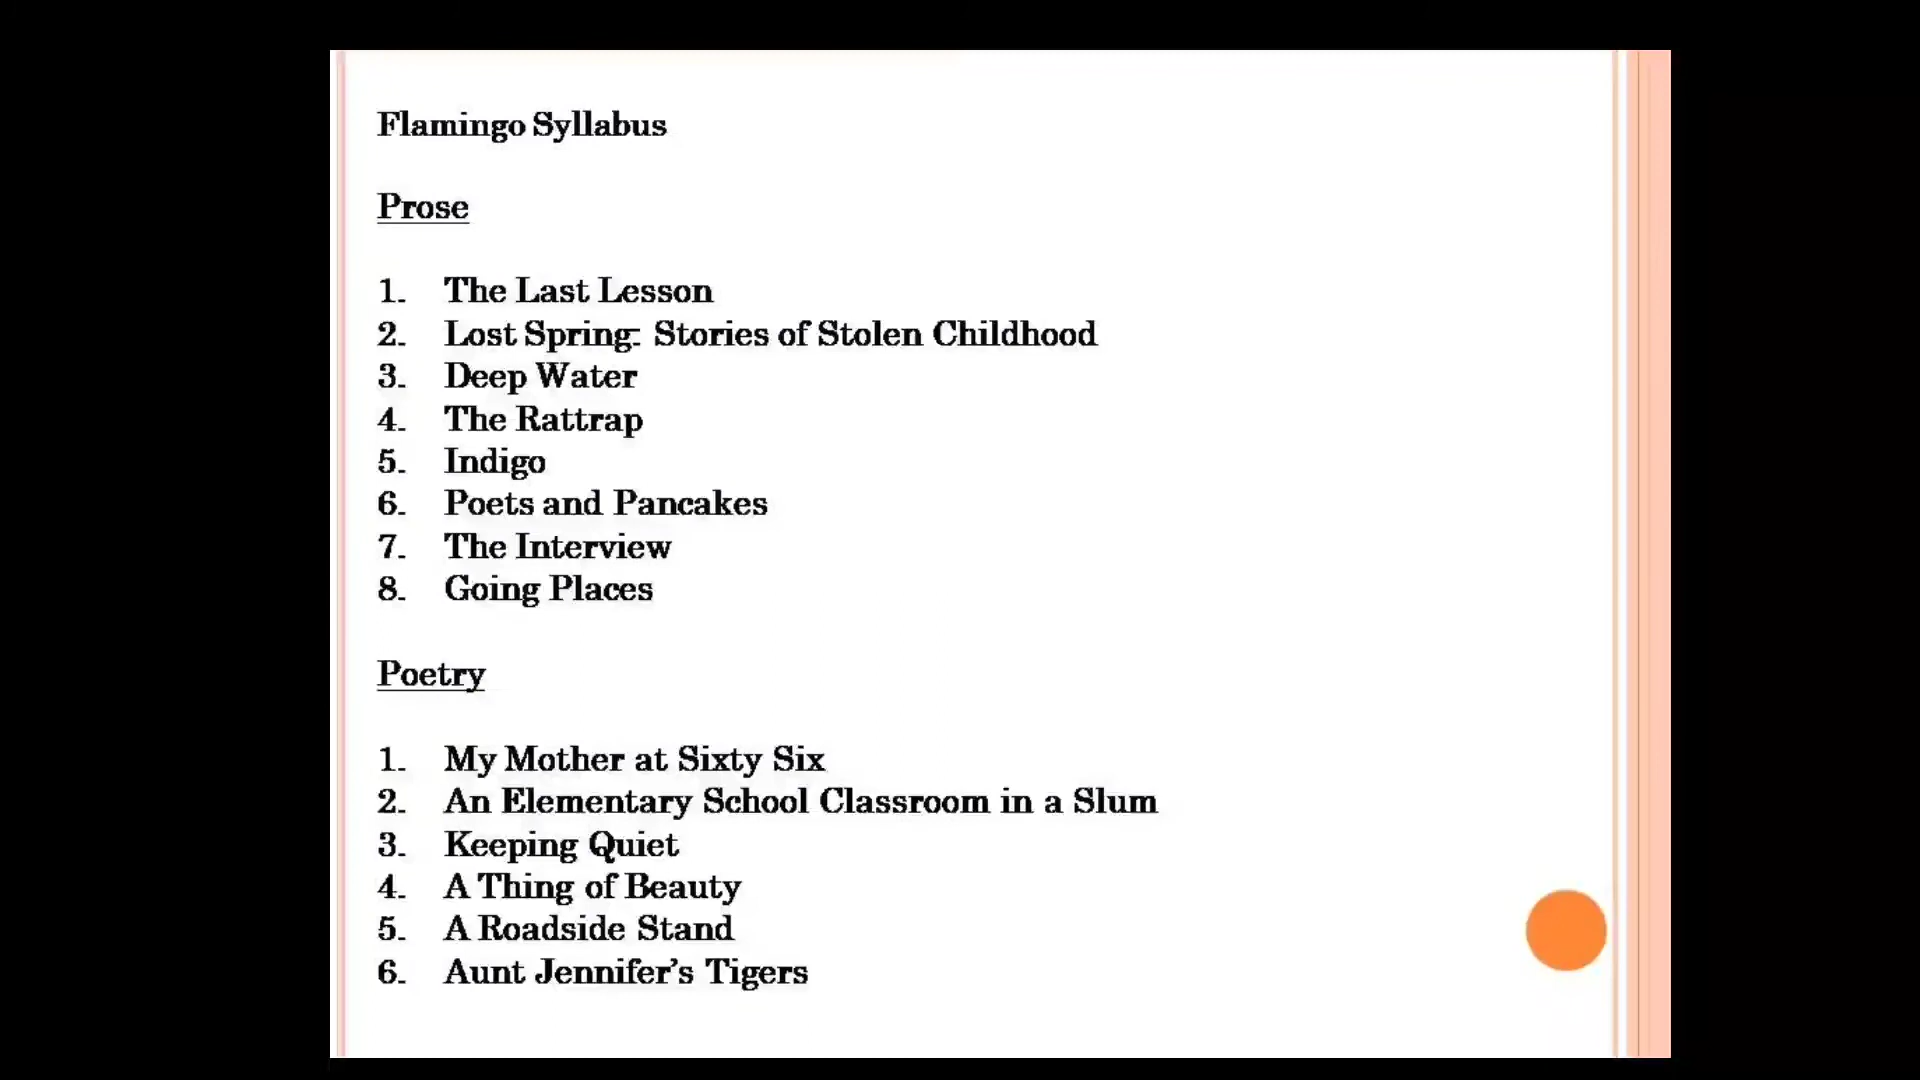 Flamingo Syllabus
Prose
1. The Last Lesson
2. Lost Spring: Stories of Stolen Childhood
3. Deep Water
4. The Rattrap
5. Indigo
6. Poets and Pancakes
7. The Interview
8. Going Places
Poetry
1. My Mother at Sixty Six
2. An Elementary School Classroom in a Slum
3. Keeping Quiet
4. A Thing of Beauty
5. A Roadside Stand
6. Aunt Jennifer’s Tigers